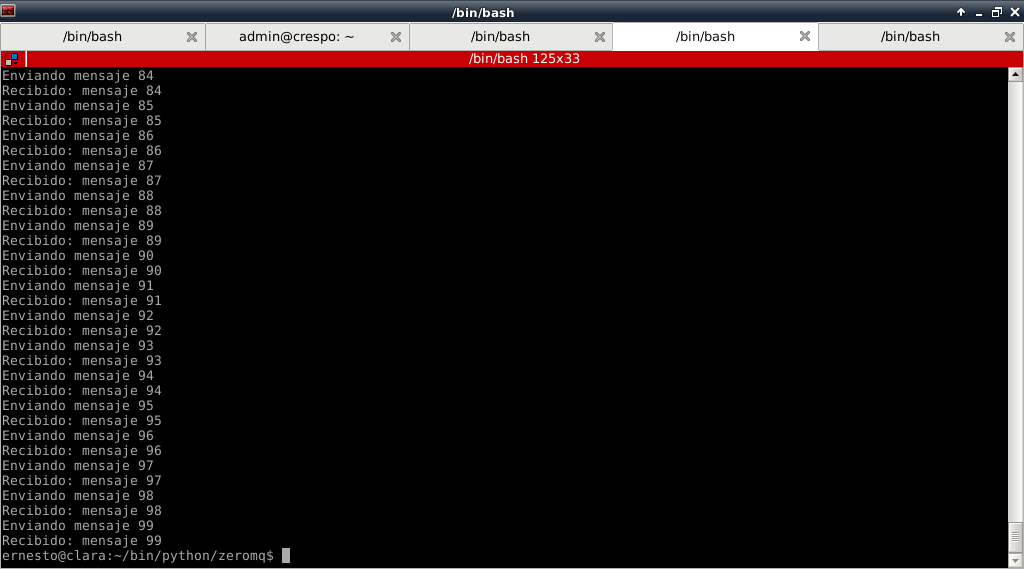 /bin/bash
/bin/bash
admin@crespo: ~
/bin/bash
/bin/bash
/bin/bash
/bin/bash 125x33
Enviando mensaje 84
Recibido: mensaje 84
Enviando mensaje 85
Recibido: mensaje 85
Enviando mensaje 86
Recibido: mensaje 86
Enviando mensaje 87
Recibido: mensaje 87
Enviando mensaje 88
Recibido: mensaje 88
Enviando mensaje 89
Recibido: mensaje 89
Enviando mensaje 90
Recibido: mensaje 90
Enviando mensaje 91
Recibido: mensaje 91
Enviando mensaje 92
Recibido: mensaje 92
Enviando mensaje 93
Recibido: mensaje 93
Enviando mensaje 94
Recibido: mensaje 94
Enviando mensaje 95
Recibido: mensaje 95
Enviando mensaje 96
Recibido: mensaje 96
Enviando mensaje 97
Recibido: mensaje 97
Enviando mensaje 98
Recibido: mensaje 98
Enviando mensaje 99
Recibido: mensaje 99
ernesto@clara:~/bin/python/zeromq$